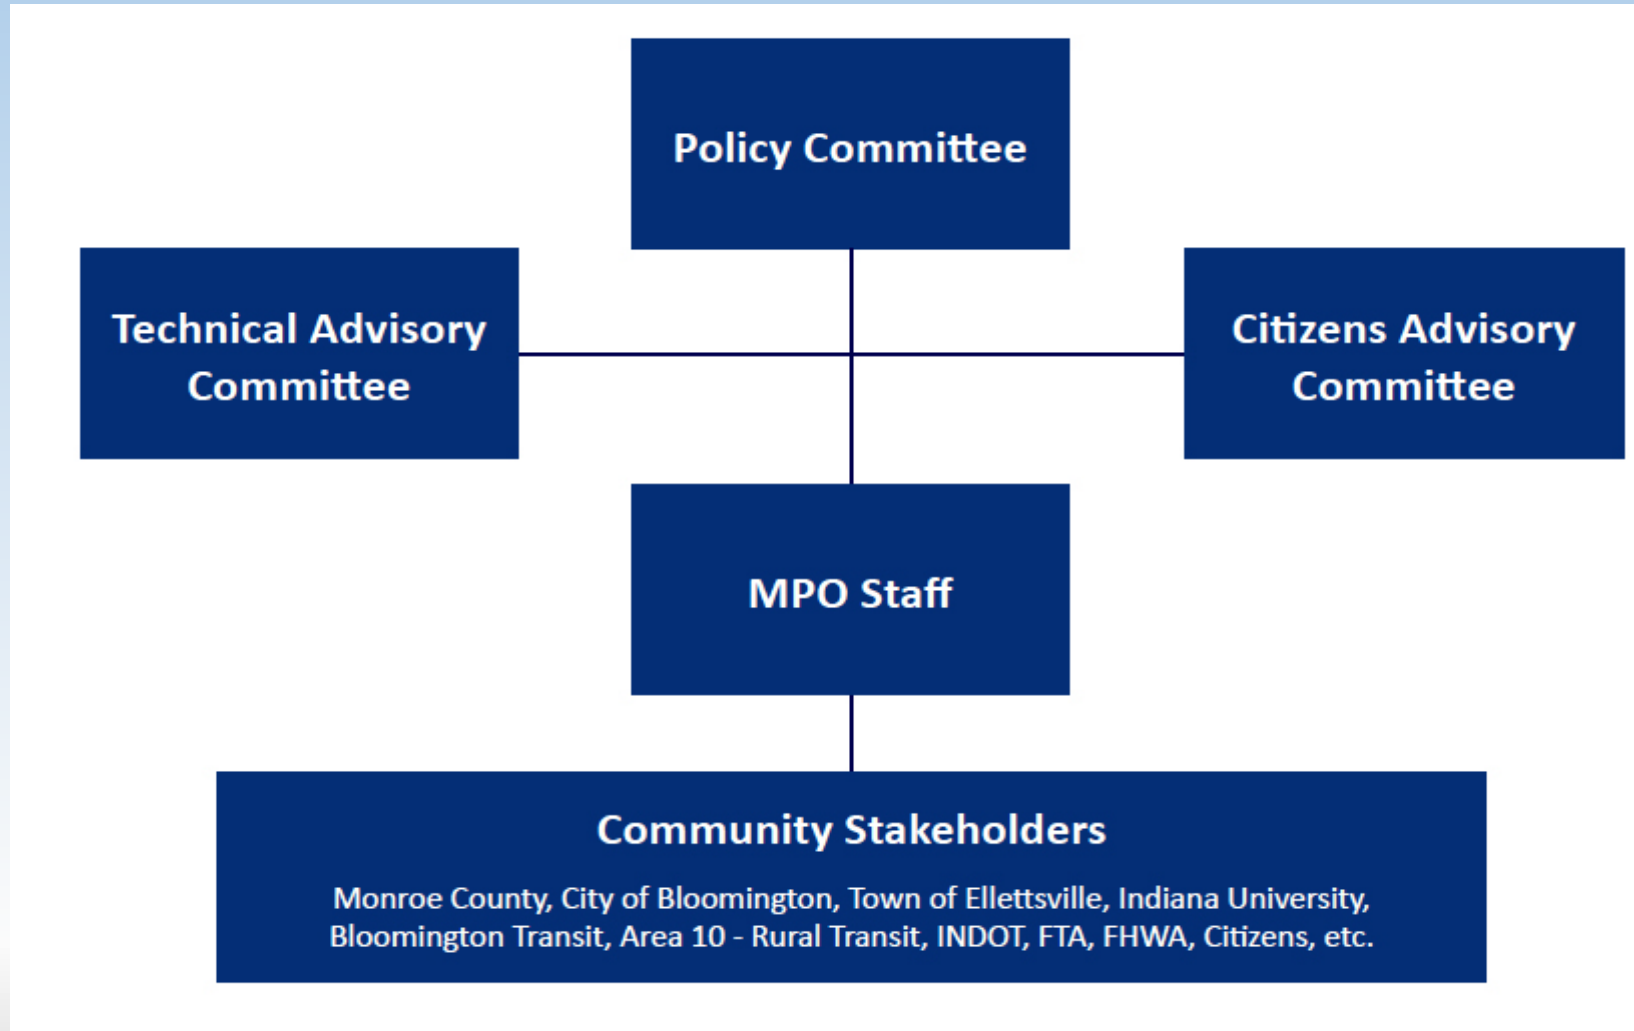 Policy Committee
Technical Advisory
Committee
Citizens Advisory
Committee
MPO Staff
Community Stakeholders
Monroe County, City of Bloomington, Town of Ellettsville, Indiana University,
Bloomington Transit, Area 10 - Rural Transit, INDOT, FTA, FHWA, Citizens, etc.